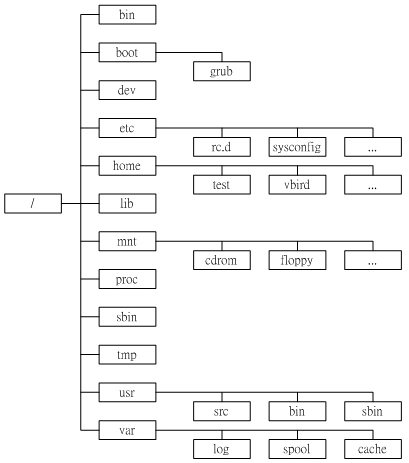 bin
boot
grub
dev
etc
rc.d sysconfig ...
home
test vbird ...
/
lib
mnt
cdrom floppy ...
proc
sbin
tmp
usr
src bin sbin
var
log spool cache